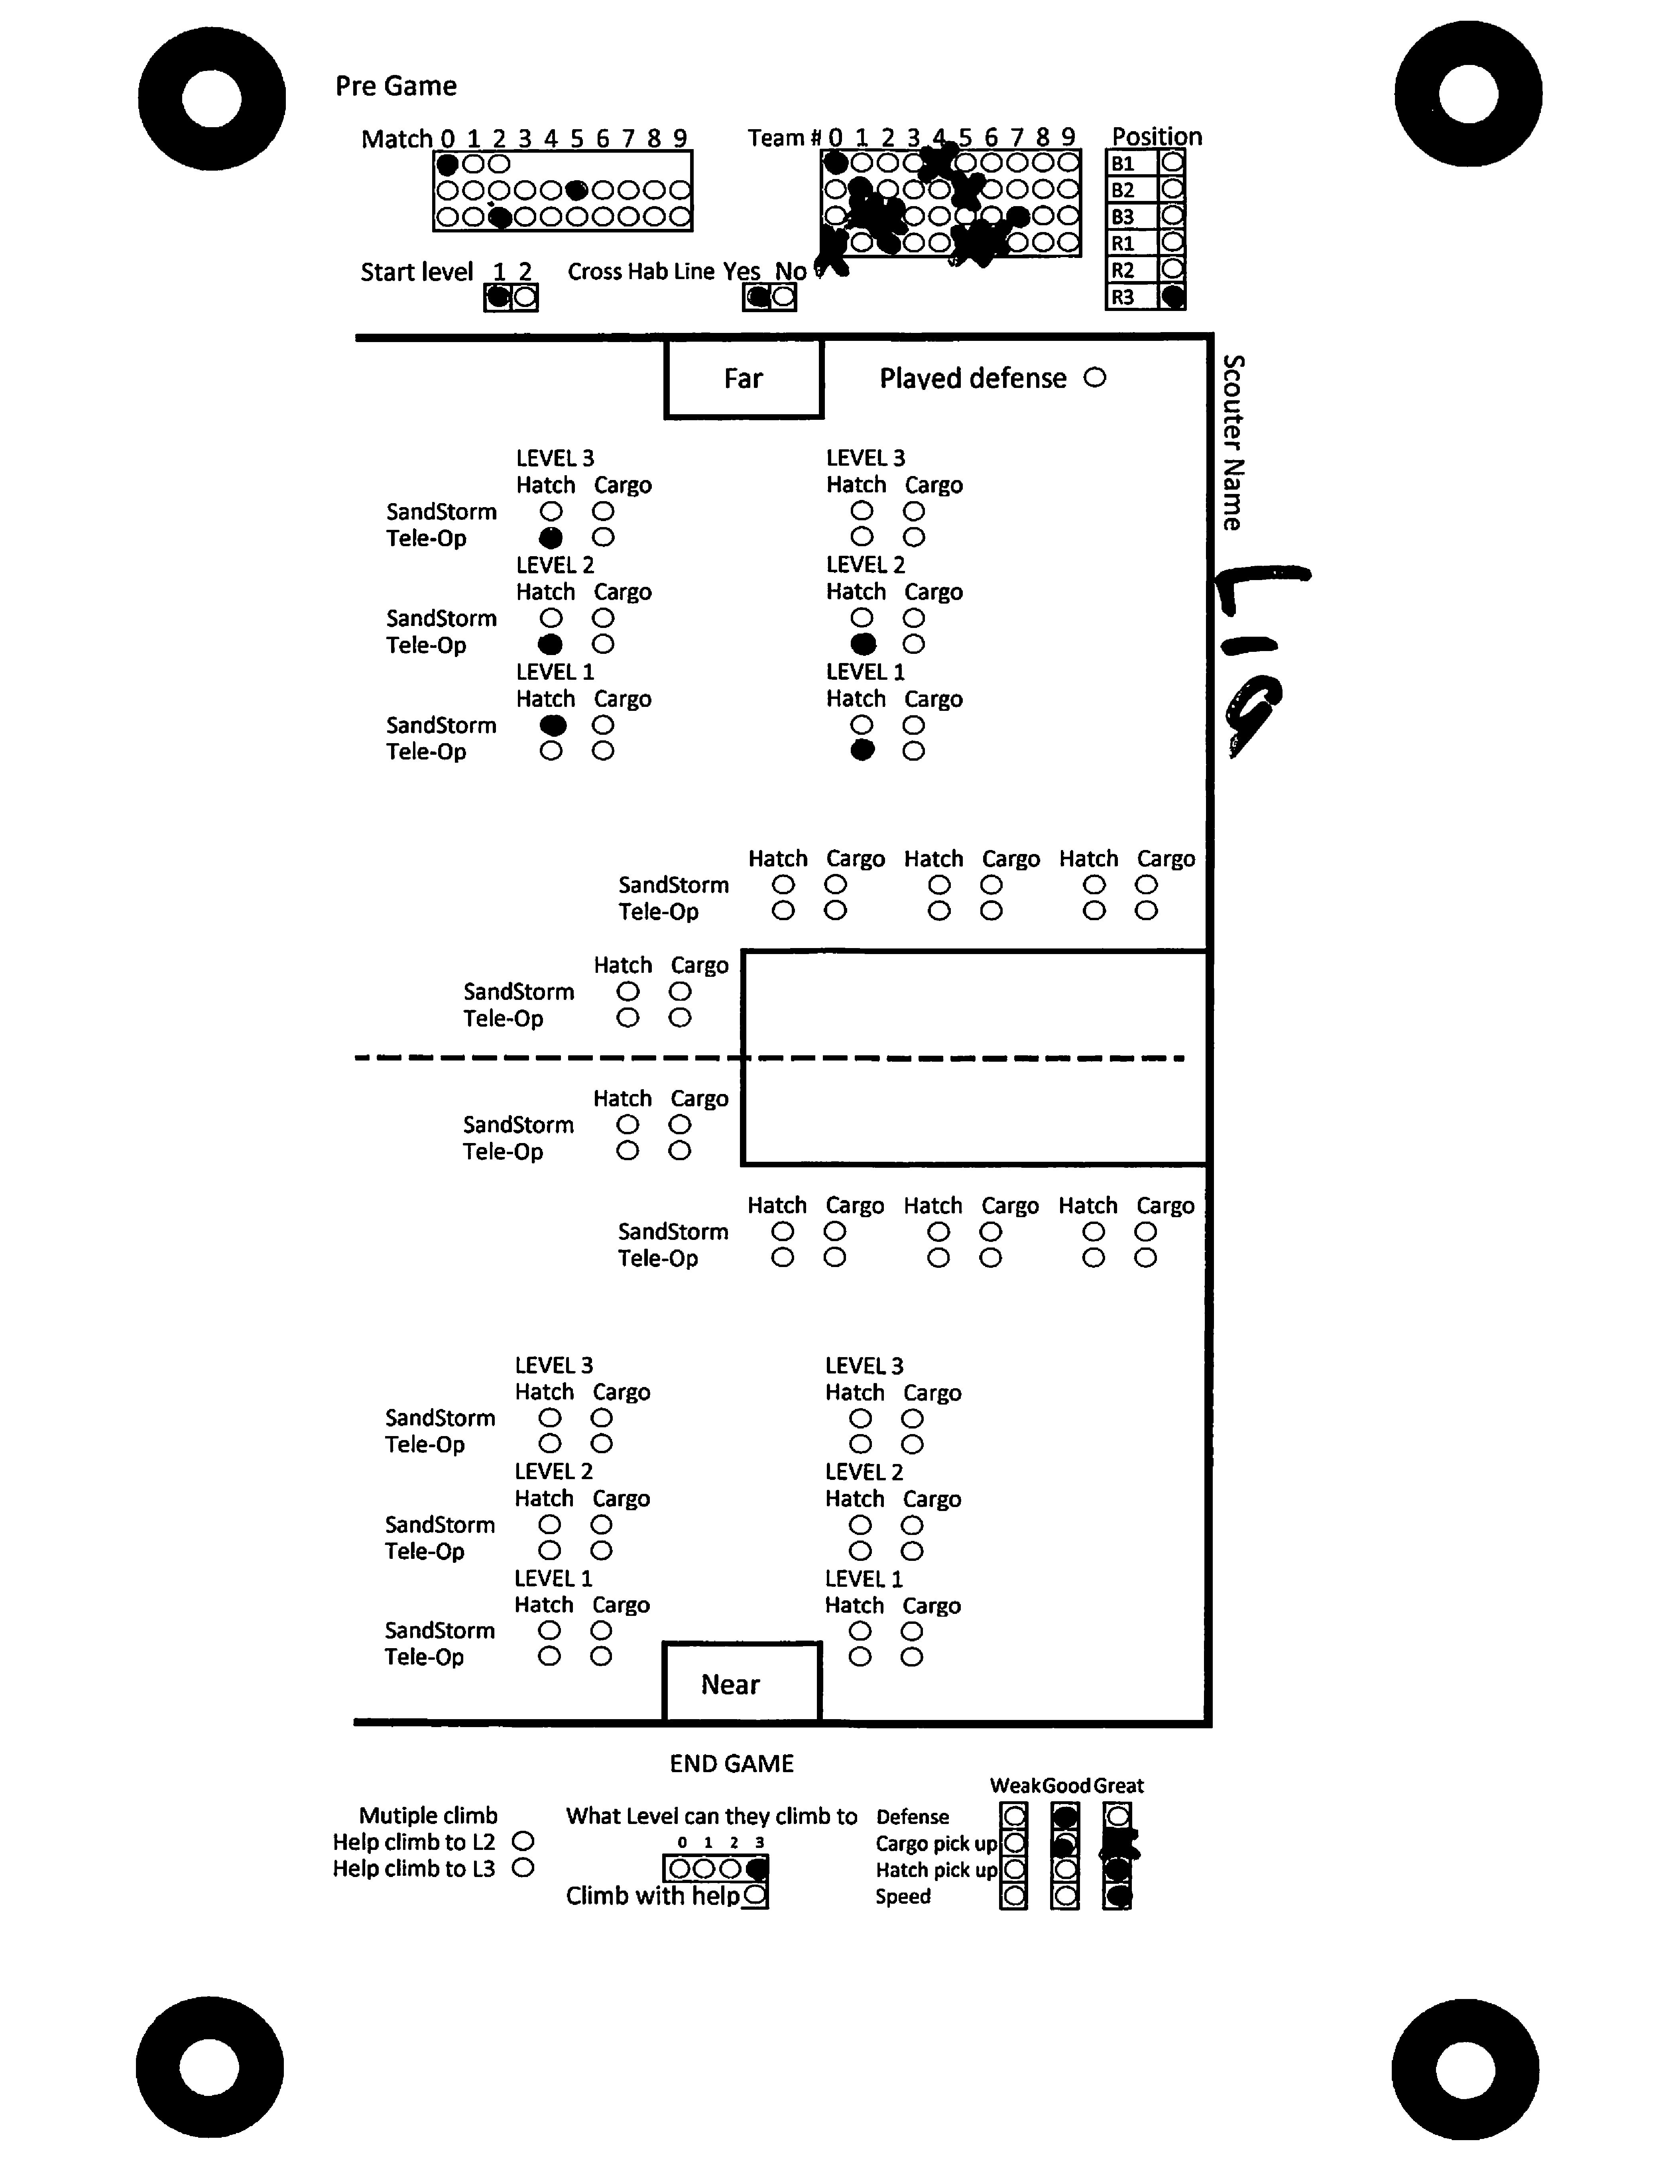 Pre Game
Match 0 1 2 3 4 5 6 7 8 9
Team # 0 1 2 3 4 5 6 7 8 9
Position
B1
B2
B3
R1
R2
R3
Start level 1 2
Cross Hab Line Yes No
Far
Played defense
Scouter Name
LEVEL 3 LEVEL 3
Hatch Cargo Hatch Cargo
SandStorm
Tele-Op
LEVEL 2 LEVEL 2
Hatch Cargo Hatch Cargo
SandStorm
Tele-Op
LEVEL 1 LEVEL 1
Hatch Cargo Hatch Cargo
SandStorm
Tele-Op
Hatch Cargo Hatch Cargo Hatch Cargo
SandStorm
Tele-Op
Hatch Cargo
SandStorm
Tele-Op
Hatch Cargo
SandStorm
Tele-Op
Hatch Cargo Hatch Cargo Hatch Cargo
SandStorm
Tele-Op
LEVEL 3 LEVEL 3
Hatch Cargo Hatch Cargo
SandStorm
Tele-Op
LEVEL 2 LEVEL 2
Hatch Cargo Hatch Cargo
SandStorm
Tele-Op
LEVEL 1 LEVEL 1
Hatch Cargo Hatch Cargo
SandStorm
Tele-Op
Near
END GAME
Mutiple climb
Help climb to L2
Help climb to L3
What Level can they climb to
0 1 2 3
Climb with help
Weak Good Great
Defense
Cargo pick up
Hatch pick up
Speed